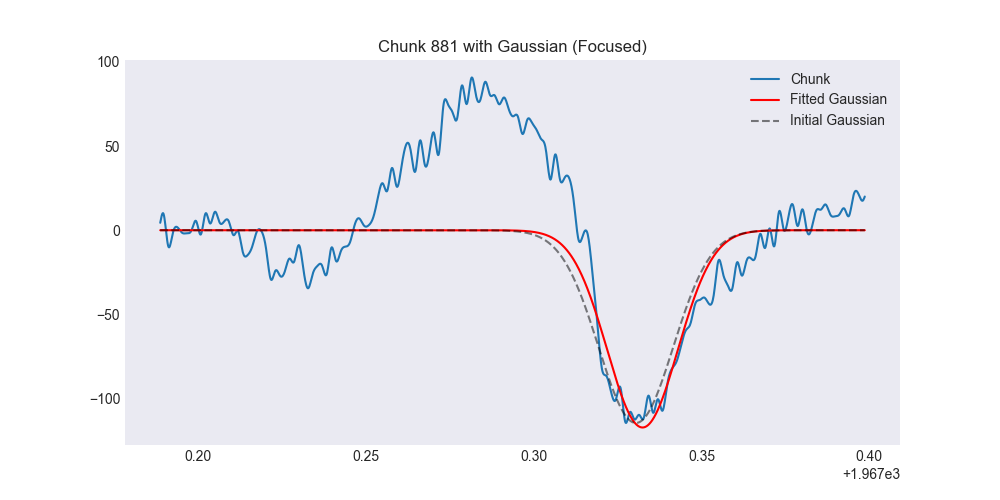 Chunk 881 with Gaussian (Focused)
100
50
0
−50
−100
Chunk
Fitted Gaussian
Initial Gaussian
0.20 0.25 0.30 0.35 0.40
+1.967e3